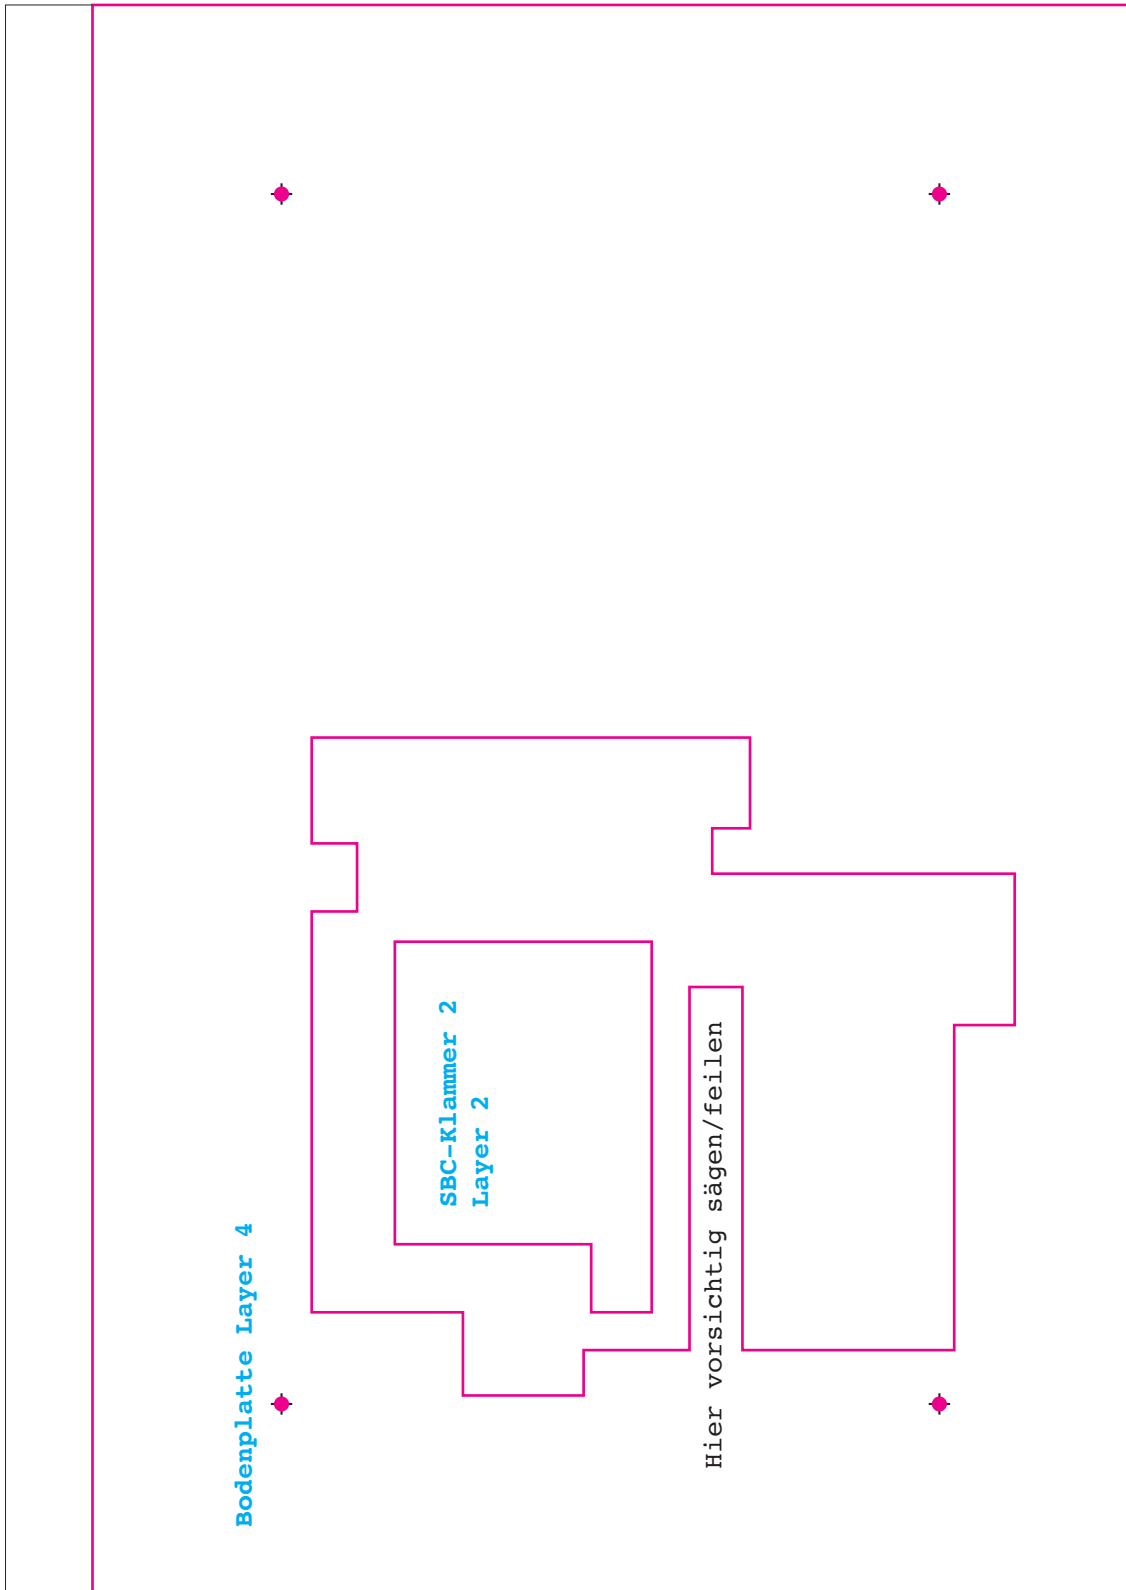 Bodenplatte Layer 4
SBC-Klammer 2
Layer 2
Hier vorsichtig sägen/feilen